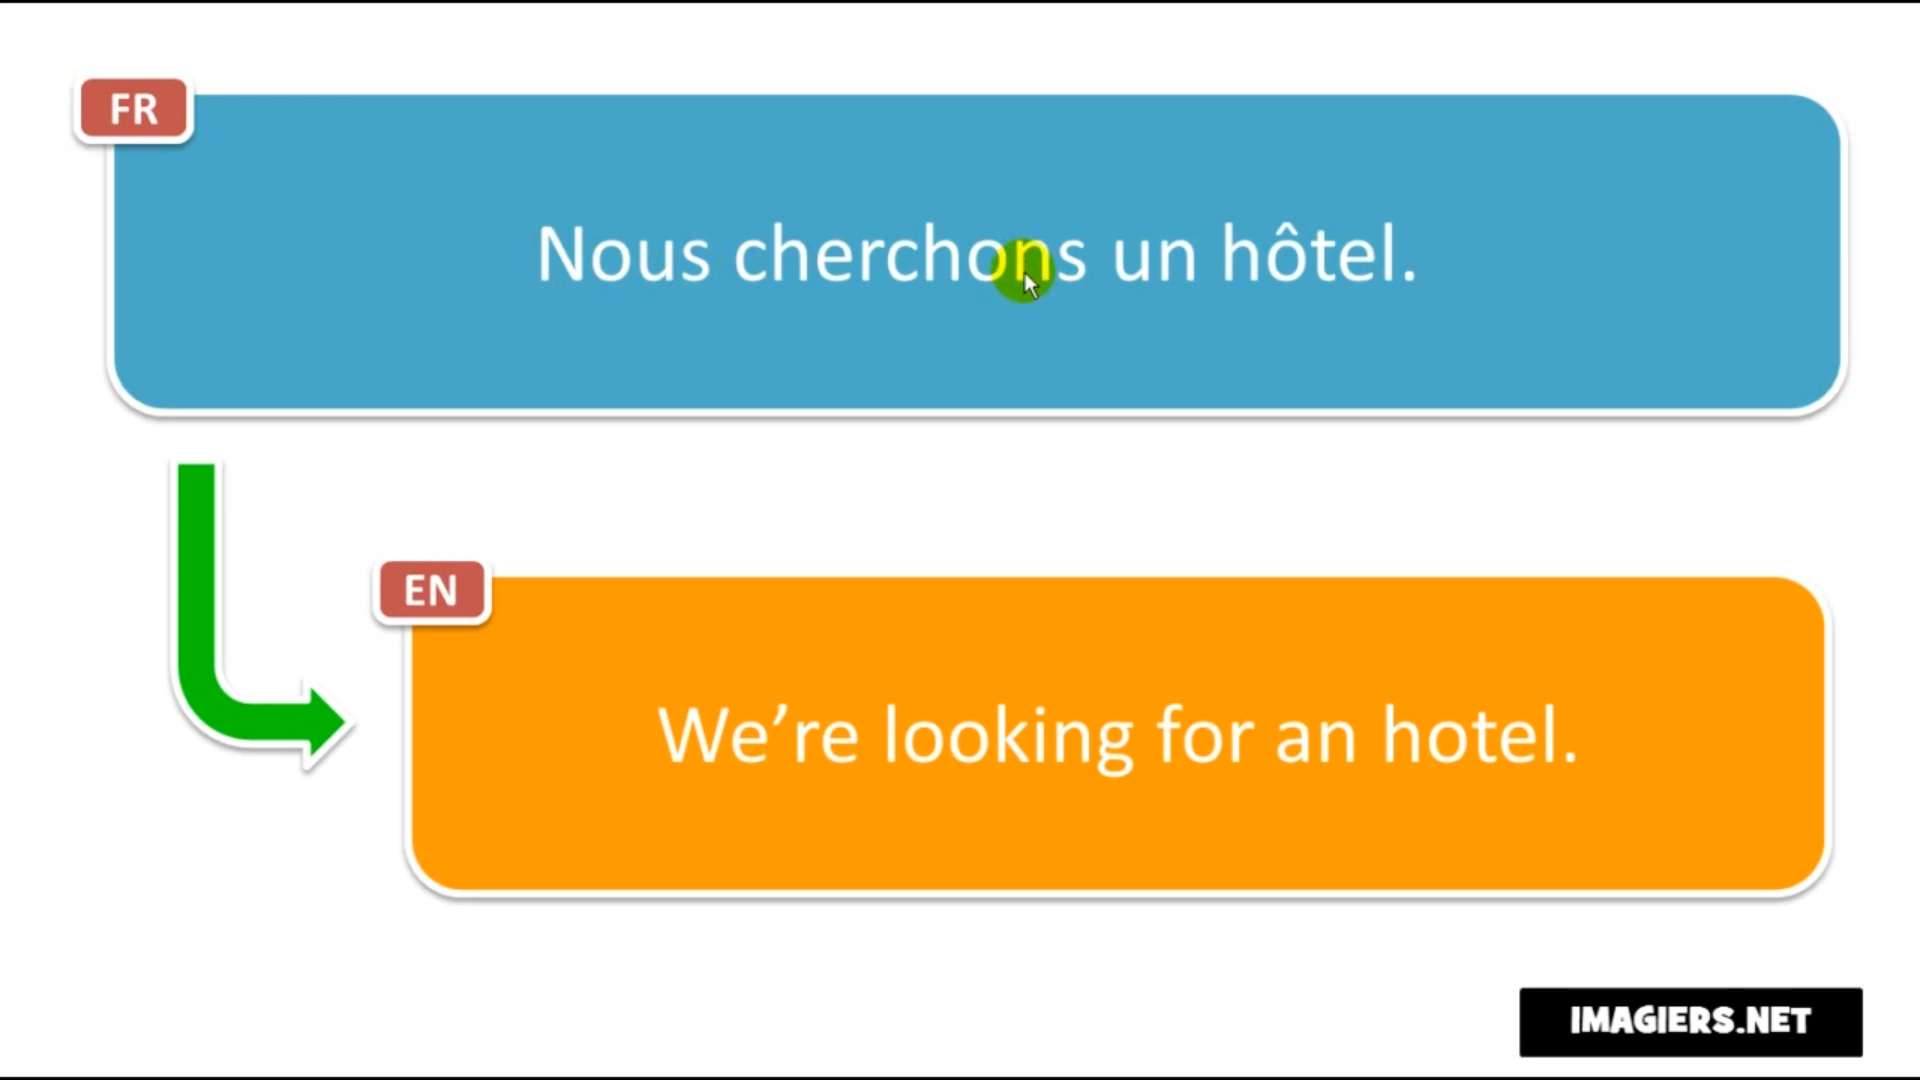 FR
Nous cherchons un hôtel.
EN
We’re looking for an hotel.
IMAGIERS.NET